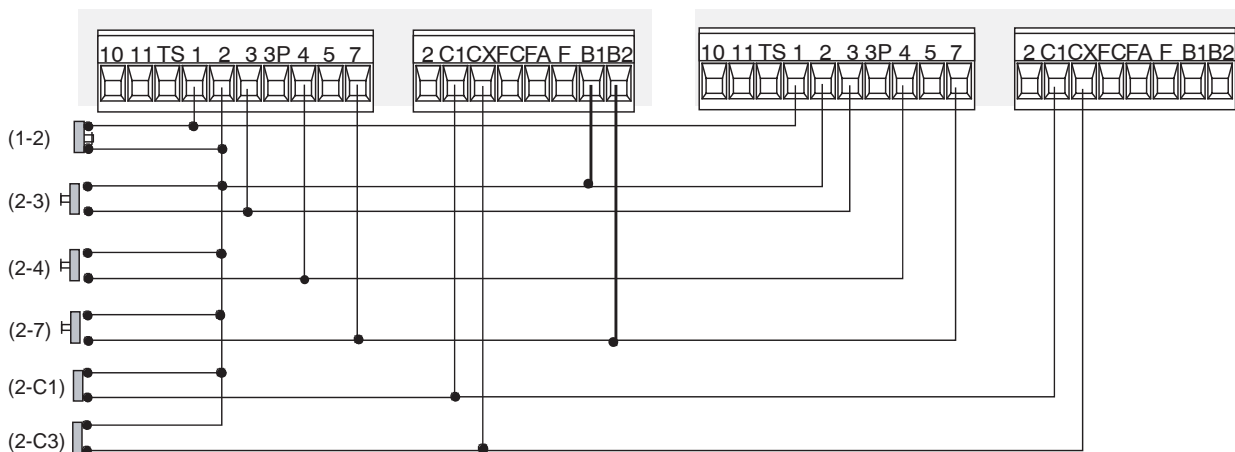 10 11 TS 1 2 3 3P 4 5 7
2 C1 CX FC FA F B1 B2
10 11 TS 1 2 3 3P 4 5 7
2 C1 CX FC FA F B1 B2
(1-2)
(2-3)
(2-4)
(2-7)
(2-C1)
(2-C3)